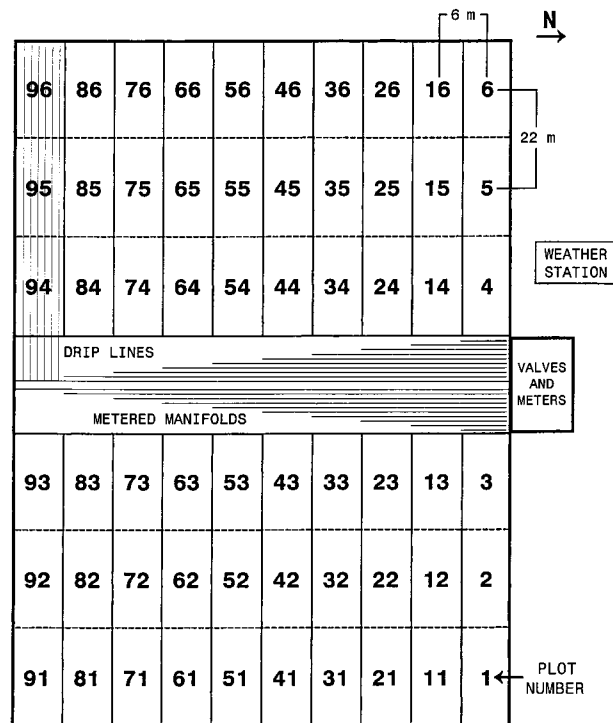 6 m
N
96 86 76 66 56 46 36 26 16 6
22 m
95 85 75 65 55 45 35 25 15 5
WEATHER
STATION
94 84 74 64 54 44 34 24 14 4
DRIP LINES
VALVES
AND
METERS
METERED MANIFOLDS
93 83 73 63 53 43 33 23 13 3
92 82 72 62 52 42 32 22 12 2
91 81 71 61 51 41 31 21 11 1
PLOT
NUMBER